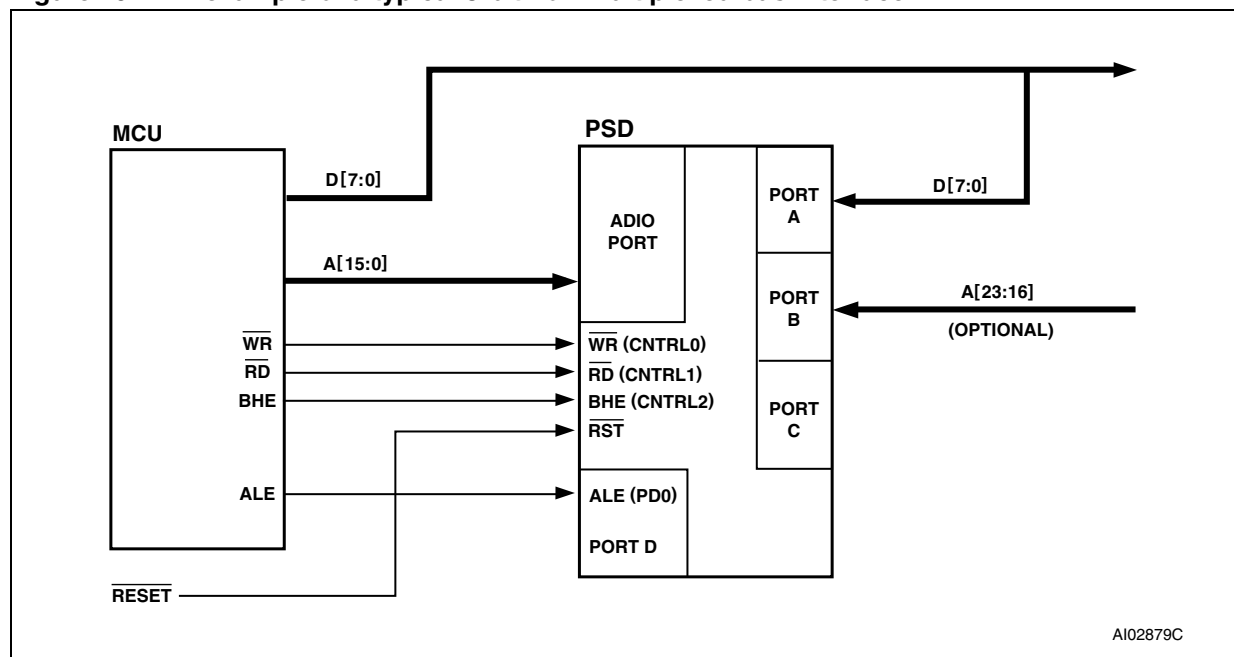 MCU
PSD
D[7:0]
D[7:0]
PORT
A
ADIO
PORT
A[15:0]
A[23:16]
(OPTIONAL)
PORT
B
WR
WR (CNTRL0)
RD
RD (CNTRL1)
BHE
BHE (CNTRL2)
PORT
C
RST
ALE
ALE (PD0)
PORT D
RESET
AI02879C